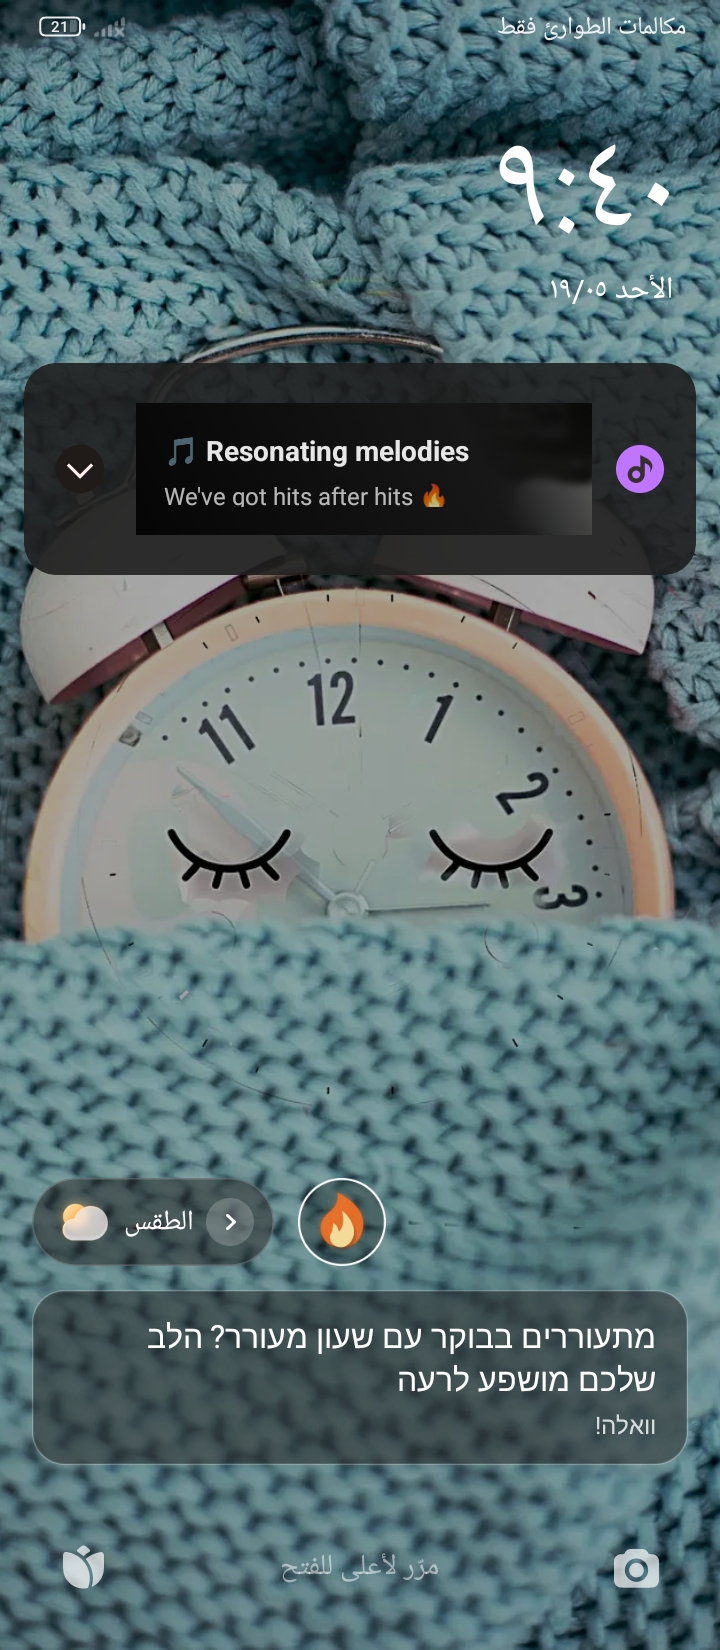 مكالمات الطوارئ فقط
21
٩:٤٠
الأحد ١٩/٠٥
🎵 Resonating melodies
We've got hits after hits 🔥
12
11
1
2
3
الطقس
מתעוררים בבוקר עם שעון מעורר? הלב
שלכם מושפע לרעה
וואלה!
مرّر لأعلى للفتح